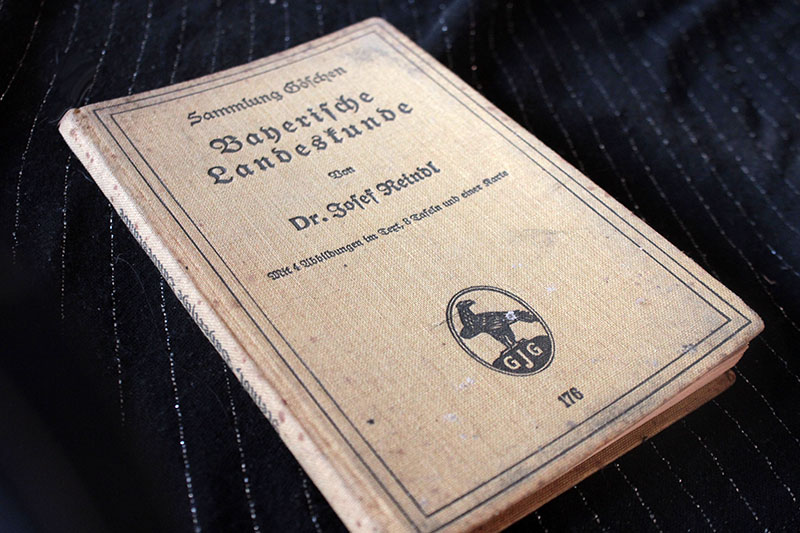 Sammlung Göschen
Bayerische
Landeskunde
Von
Dr. Josef Reindl
Mit 4 Abbildungen im Text, 8 Tafeln und einer Karte
GJG
176